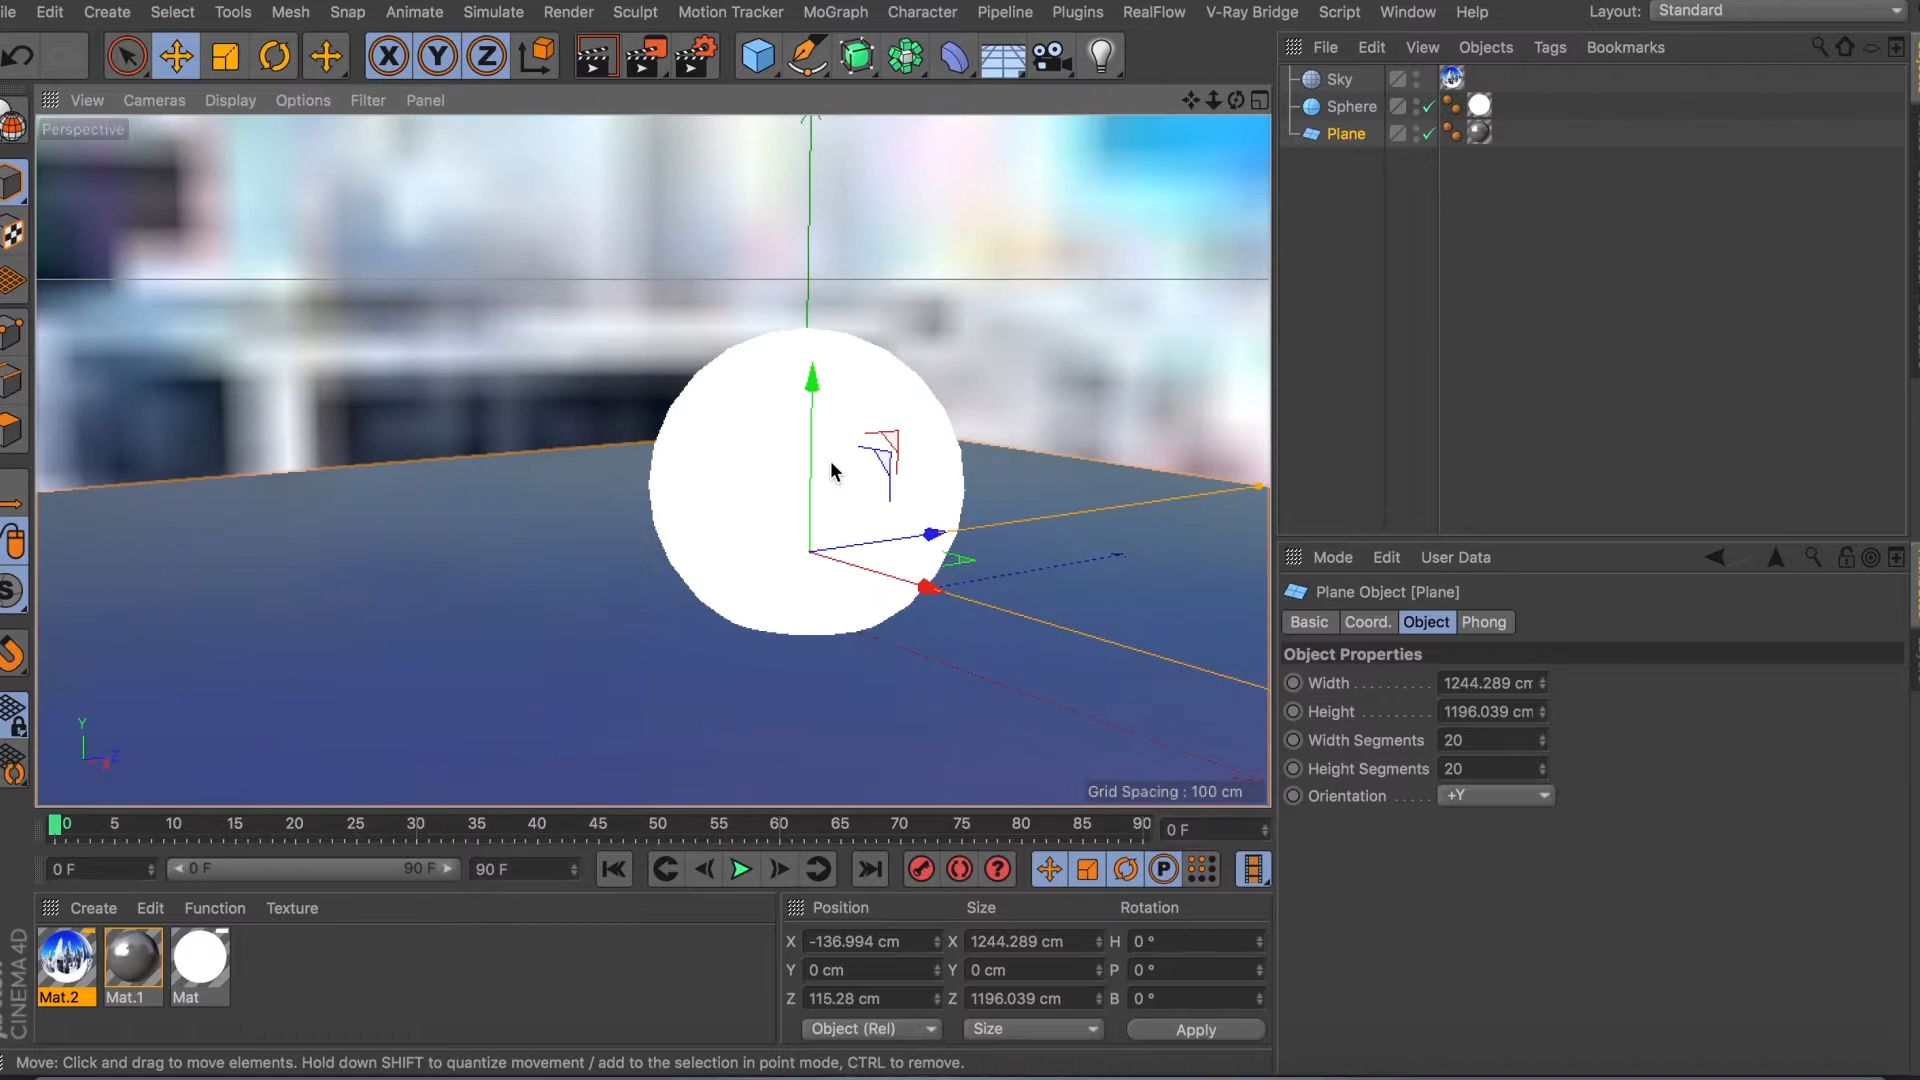 ile Edit Create Select Tools Mesh Snap Animate Simulate Render Sculpt Motion Tracker MoGraph Character Pipeline Plugins RealFlow V-Ray Bridge Script Window Help Layout: Standard
X Y Z
File Edit View Objects Tags Bookmarks
View Cameras Display Options Filter Panel
Perspective
Sky
Sphere
Plane
Mode Edit User Data
Plane Object [Plane]
Basic Coord. Object Phong
Object Properties
Width 1244.289 cm
Height 1196.039 cm
Width Segments 20
Height Segments 20
Orientation +Y
S
Y
Z
X
Grid Spacing : 100 cm
0 5 10 15 20 25 30 35 40 45 50 55 60 65 70 75 80 85 90 0 F
0 F 0 F 90 F 90 F ? P
Create Edit Function Texture
Position Size Rotation
X -136.994 cm X 1244.289 cm H 0 °
Y 0 cm Y 0 cm P 0 °
Z 115.28 cm Z 1196.039 cm B 0 °
Mat.2 Mat.1 Mat
Object (Rel) Size Apply
CINEMA 4D
Move: Click and drag to move elements. Hold down SHIFT to quantize movement / add to the selection in point mode, CTRL to remove.